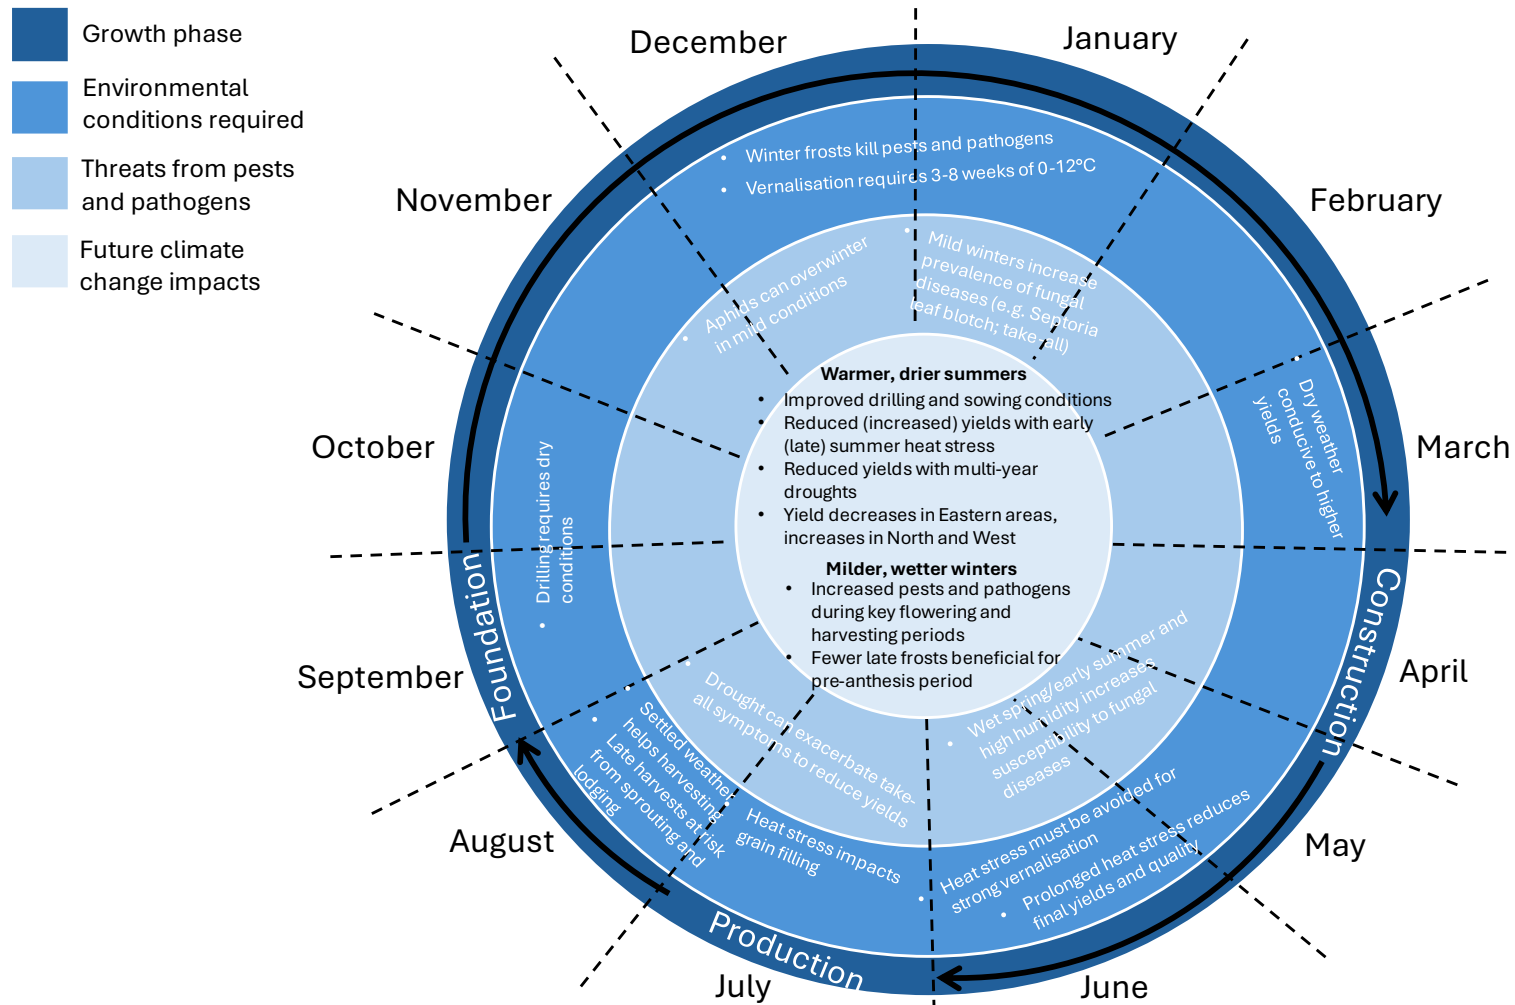 Growth phase
Environmental
conditions required
Threats from pests
and pathogens
Future climate
change impacts
December
January
November
February
October
March
September
April
August
May
July
June
Foundation
Construction
Production
• Winter frosts kill pests and pathogens
• Vernalisation requires 3-8 weeks of 0-12°C
• Aphids can overwinter
in mild conditions
• Mild winters increase
prevalence of fungal
diseases (e.g. Septoria
leaf blotch; take-all)
• Dry weather
conducive to higher
yields
• Drilling requires dry
conditions
Warmer, drier summers
• Improved drilling and sowing conditions
• Reduced (increased) yields with early
(late) summer heat stress
• Reduced yields with multi-year
droughts
• Yield decreases in Eastern areas,
increases in North and West
Milder, wetter winters
• Increased pests and pathogens
during key flowering and
harvesting periods
• Fewer late frosts beneficial for
pre-anthesis period
• Wet spring/early summer and
high humidity increases
susceptibility to fungal
diseases
• Drought can exacerbate take-
all symptoms to reduce yields
• Settled weather
helps harvesting
• Late harvests at risk
from sprouting and
lodging
• Heat stress impacts
grain filling
• Heat stress must be avoided for
strong vernalisation
• Prolonged heat stress reduces
final yields and quality